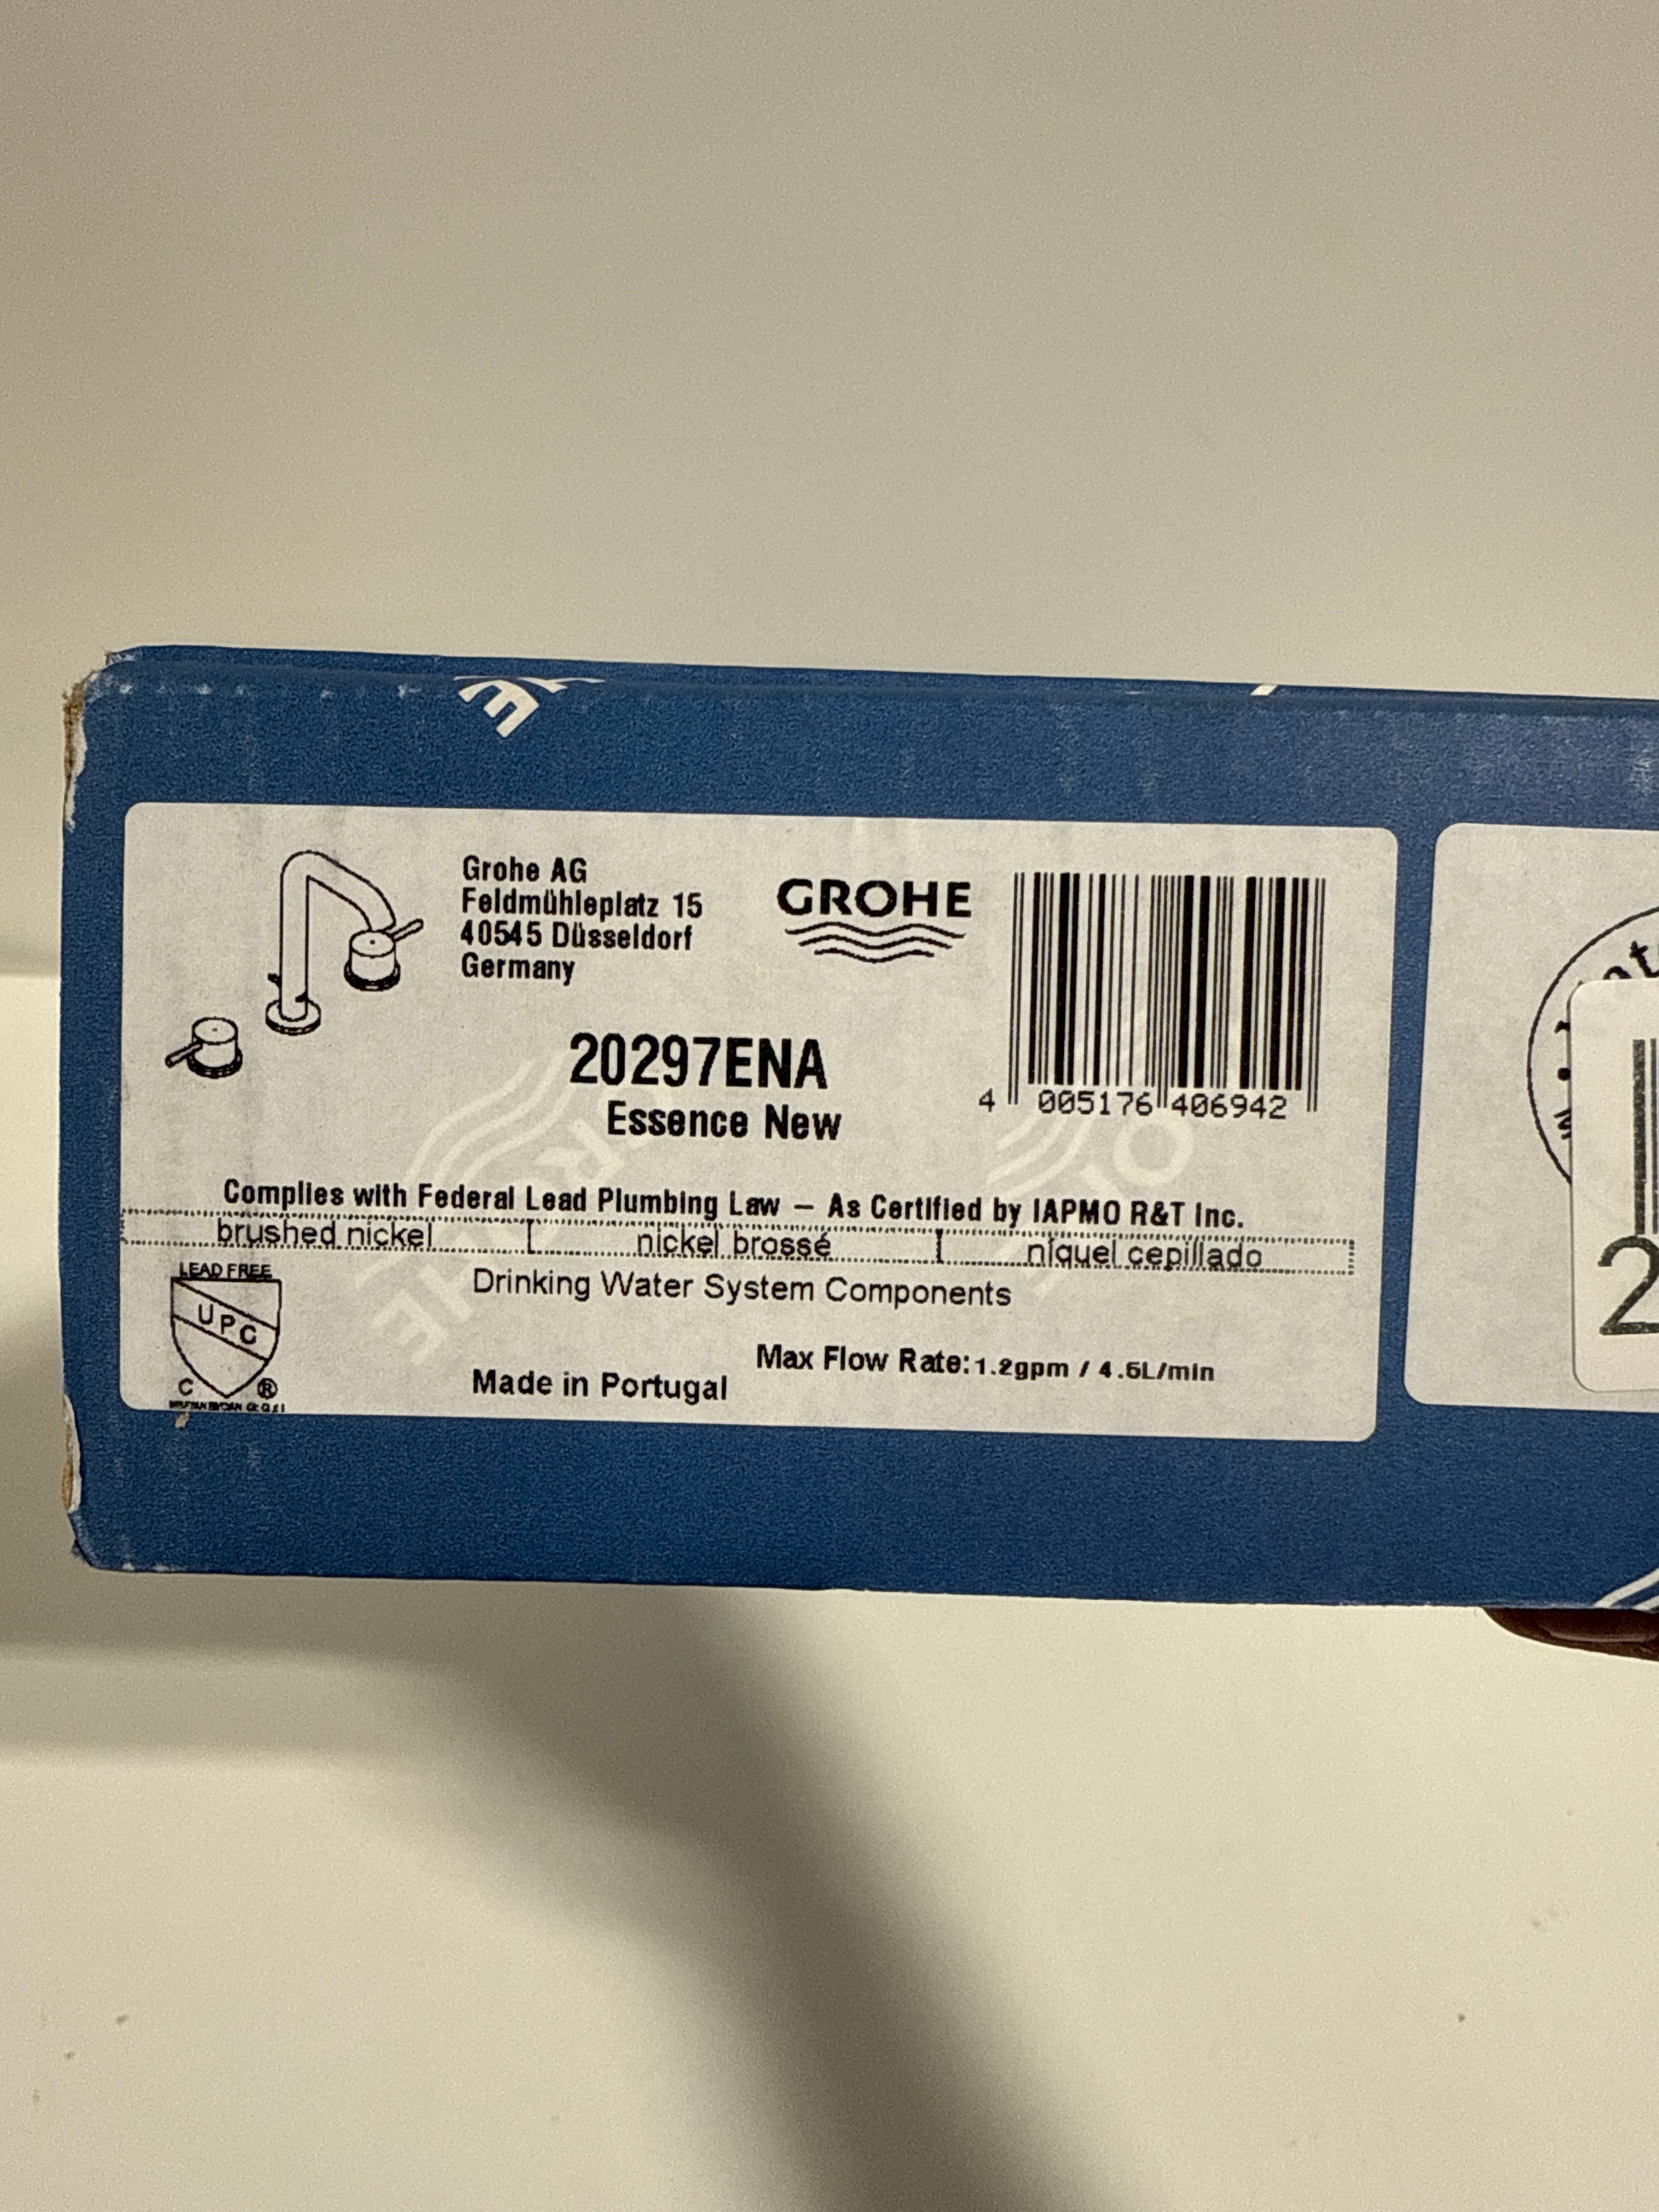 Grohe AG
Feldmühleplatz 15
40545 Düsseldorf
Germany
GROHE
20297ENA
Essence New
4 005176 406942
Complies with Federal Lead Plumbing Law – As Certified by IAPMO R&T Inc.
brushed nickel nickel brossé níquel cepillado
LEAD FREE
UPC
C ®
Drinking Water System Components
Max Flow Rate: 1.2gpm / 4.5L/min
Made in Portugal
2